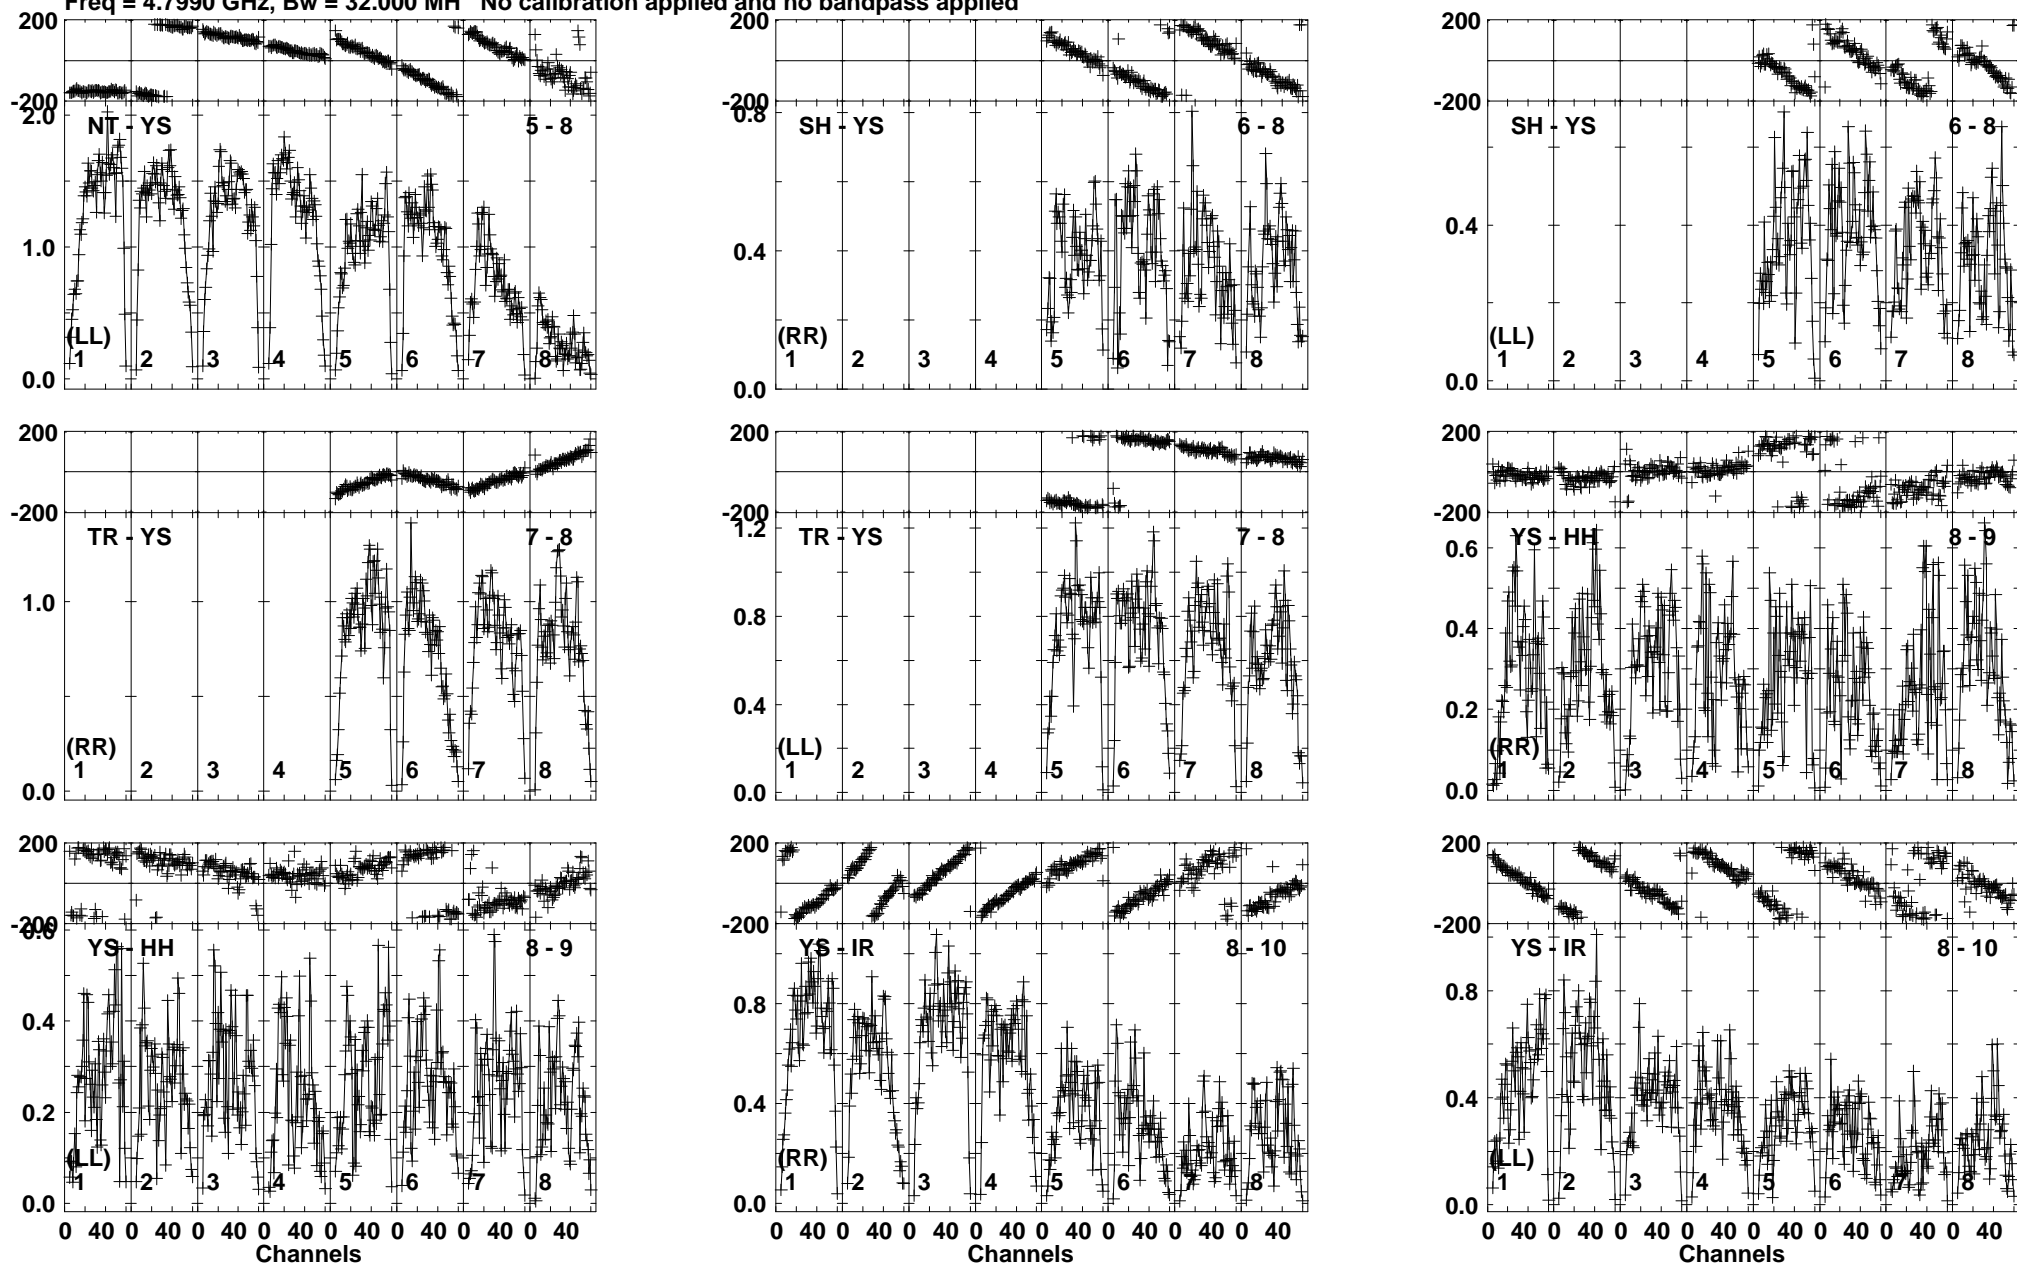 Freq = 4.7990 GHz, Bw = 32.000 MH No calibration applied and no bandpass applied
200 200 200
-200 -200 -200
2.0 NT - YS 5 - 8 0.8 SH - YS 6 - 8 SH - YS 6 - 8
1.0 0.4 0.4
(LL) (RR) (LL)
1 2 3 4 5 6 7 8 1 2 3 4 5 6 7 8 1 2 3 4 5 6 7 8
0.0 0.0 0.0
200 200 200
-200 -200 -200
TR - YS 7 - 8 1.2 TR - YS 7 - 8 0.6 YS - HH 8 - 9
1.0 0.8 0.4
0.4 0.2
(RR) (LL) (RR)
1 2 3 4 5 6 7 8 1 2 3 4 5 6 7 8 1 2 3 4 5 6 7 8
0.0 0.0 0.0
200 200 200
-200 -200 -200
0.6 YS - HH 8 - 9 YS - IR 8 - 10 YS - IR 8 - 10
0.4 0.8 0.8
0.2 0.4 0.4
(LL) (RR) (LL)
1 2 3 4 5 6 7 8 1 2 3 4 5 6 7 8 1 2 3 4 5 6 7 8
0.0 0.0 0.0
0 40 0 40 0 40 0 40 0 40 0 40 0 40 0 40 0 40 0 40 0 40 0 40 0 40 0 40 0 40 0 40 0 40 0 40 0 40 0 40 0 40 0 40 0 40 0 40
Channels Channels Channels